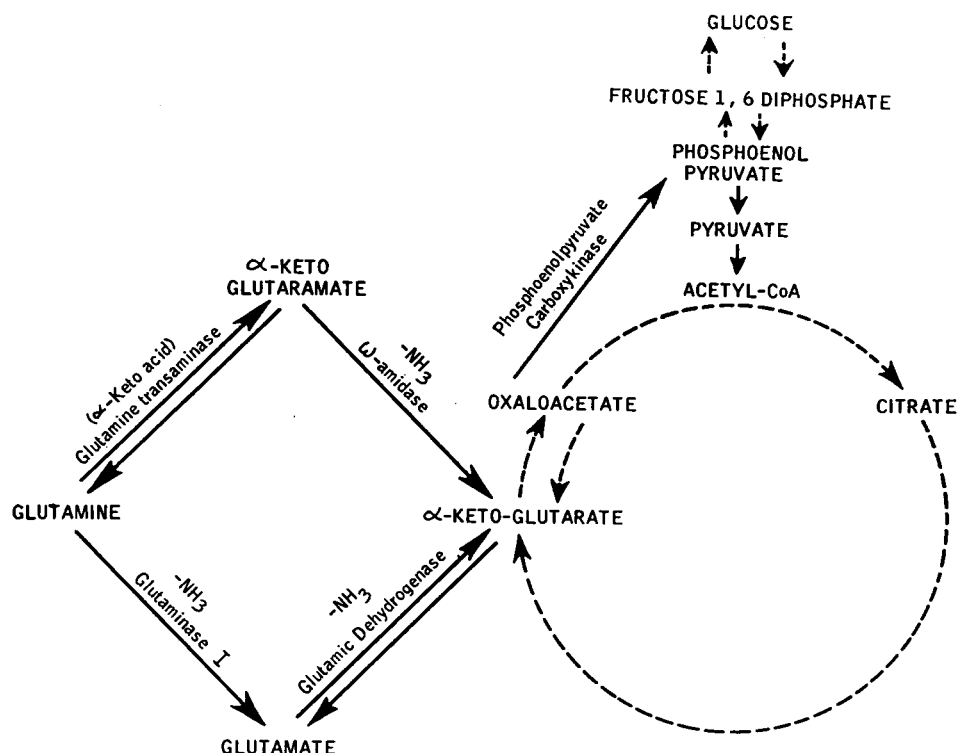 GLUCOSE
FRUCTOSE 1, 6 DIPHOSPHATE
PHOSPHOENOL
PYRUVATE
PYRUVATE
ACETYL-CoA
Phosphoenolpyruvate
Carboxykinase
α-KETO
GLUTARAMATE
(α-Keto acid)
Glutamine transaminase
-NH3
ω-amidase
OXALOACETATE
CITRATE
GLUTAMINE
α-KETO-GLUTARATE
-NH3
Glutaminase I
-NH3
Glutamic Dehydrogenase
GLUTAMATE